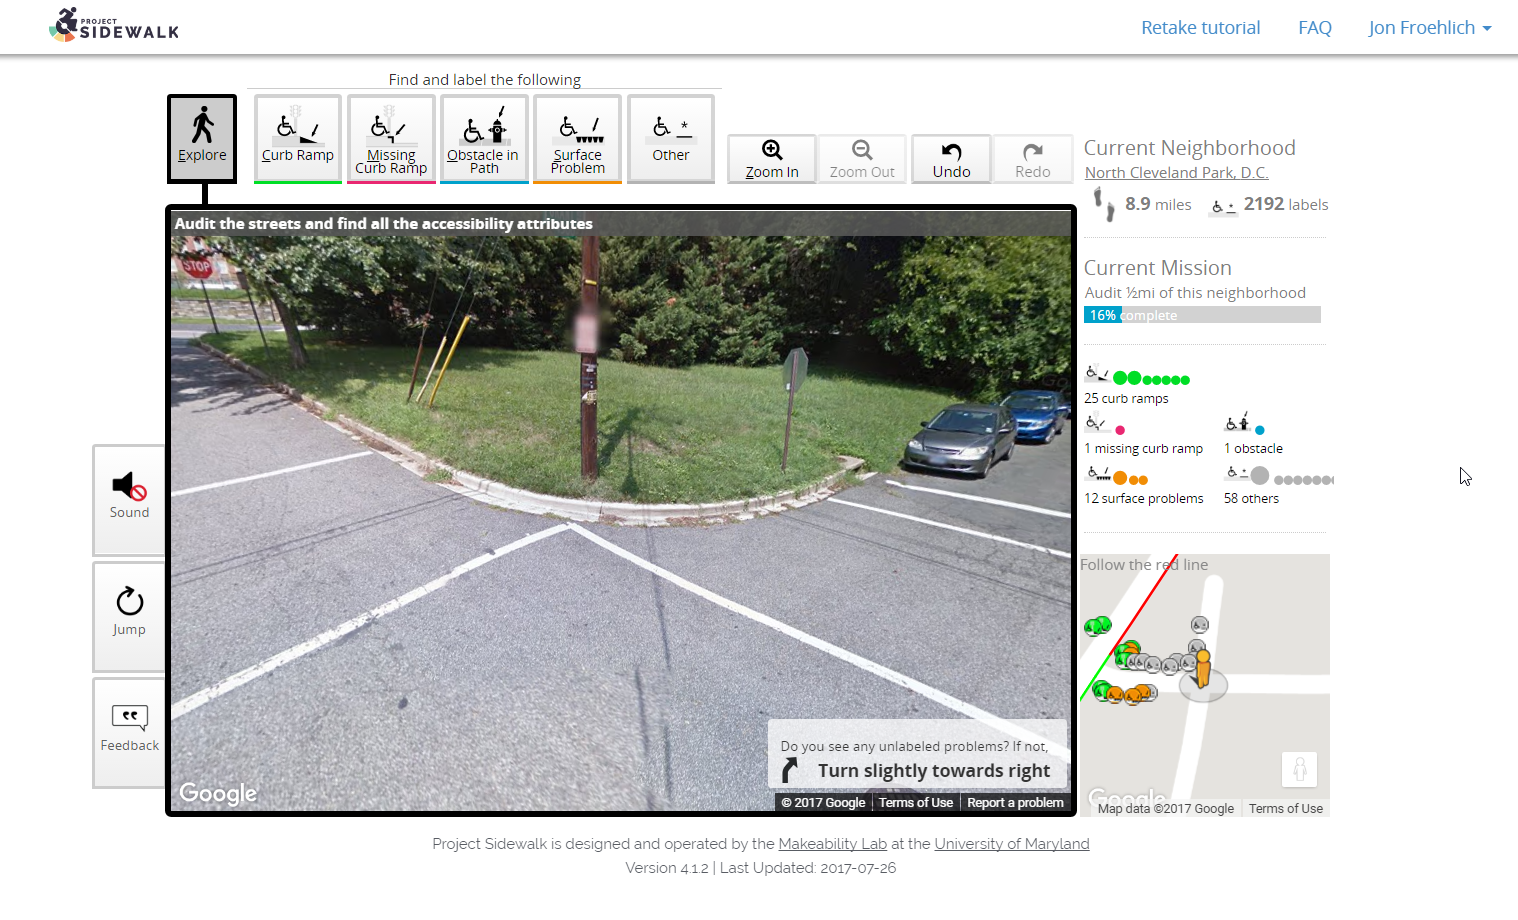 PROJECT
SIDEWALK
Retake tutorial
FAQ
Jon Froehlich
Find and label the following
Explore
Curb Ramp
Missing
Curb Ramp
Obstacle in
Path
Surface
Problem
Other
Zoom In
Zoom Out
Undo
Redo
Current Neighborhood
North Cleveland Park, D.C.
8.9 miles
2192 labels
Audit the streets and find all the accessibility attributes
STOP
Current Mission
Audit ½mi of this neighborhood
16% complete
25 curb ramps
1 missing curb ramp
1 obstacle
12 surface problems
58 others
Sound
Jump
Feedback
Follow the red line
Do you see any unlabeled problems? If not,
Turn slightly towards right
Google
© 2017 Google
Terms of Use
Report a problem
Google
Map data ©2017 Google
Terms of Use
Project Sidewalk is designed and operated by the Makeability Lab at the University of Maryland
Version 4.1.2 | Last Updated: 2017-07-26